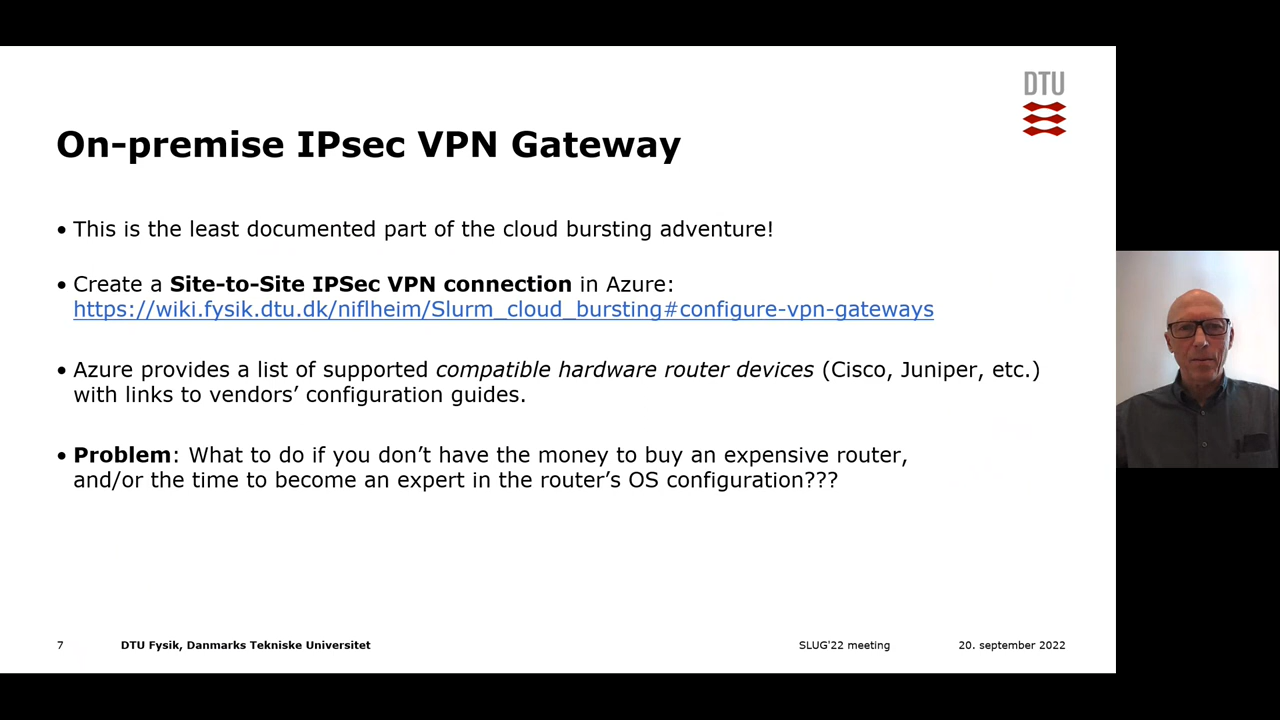 DTU
On-premise IPsec VPN Gateway
• This is the least documented part of the cloud bursting adventure!
• Create a Site-to-Site IPSec VPN connection in Azure:
https://wiki.fysik.dtu.dk/niflheim/Slurm_cloud_bursting#configure-vpn-gateways
• Azure provides a list of supported compatible hardware router devices (Cisco, Juniper, etc.)
with links to vendors’ configuration guides.
• Problem: What to do if you don’t have the money to buy an expensive router,
and/or the time to become an expert in the router’s OS configuration???
7 DTU Fysik, Danmarks Tekniske Universitet SLUG'22 meeting 20. september 2022